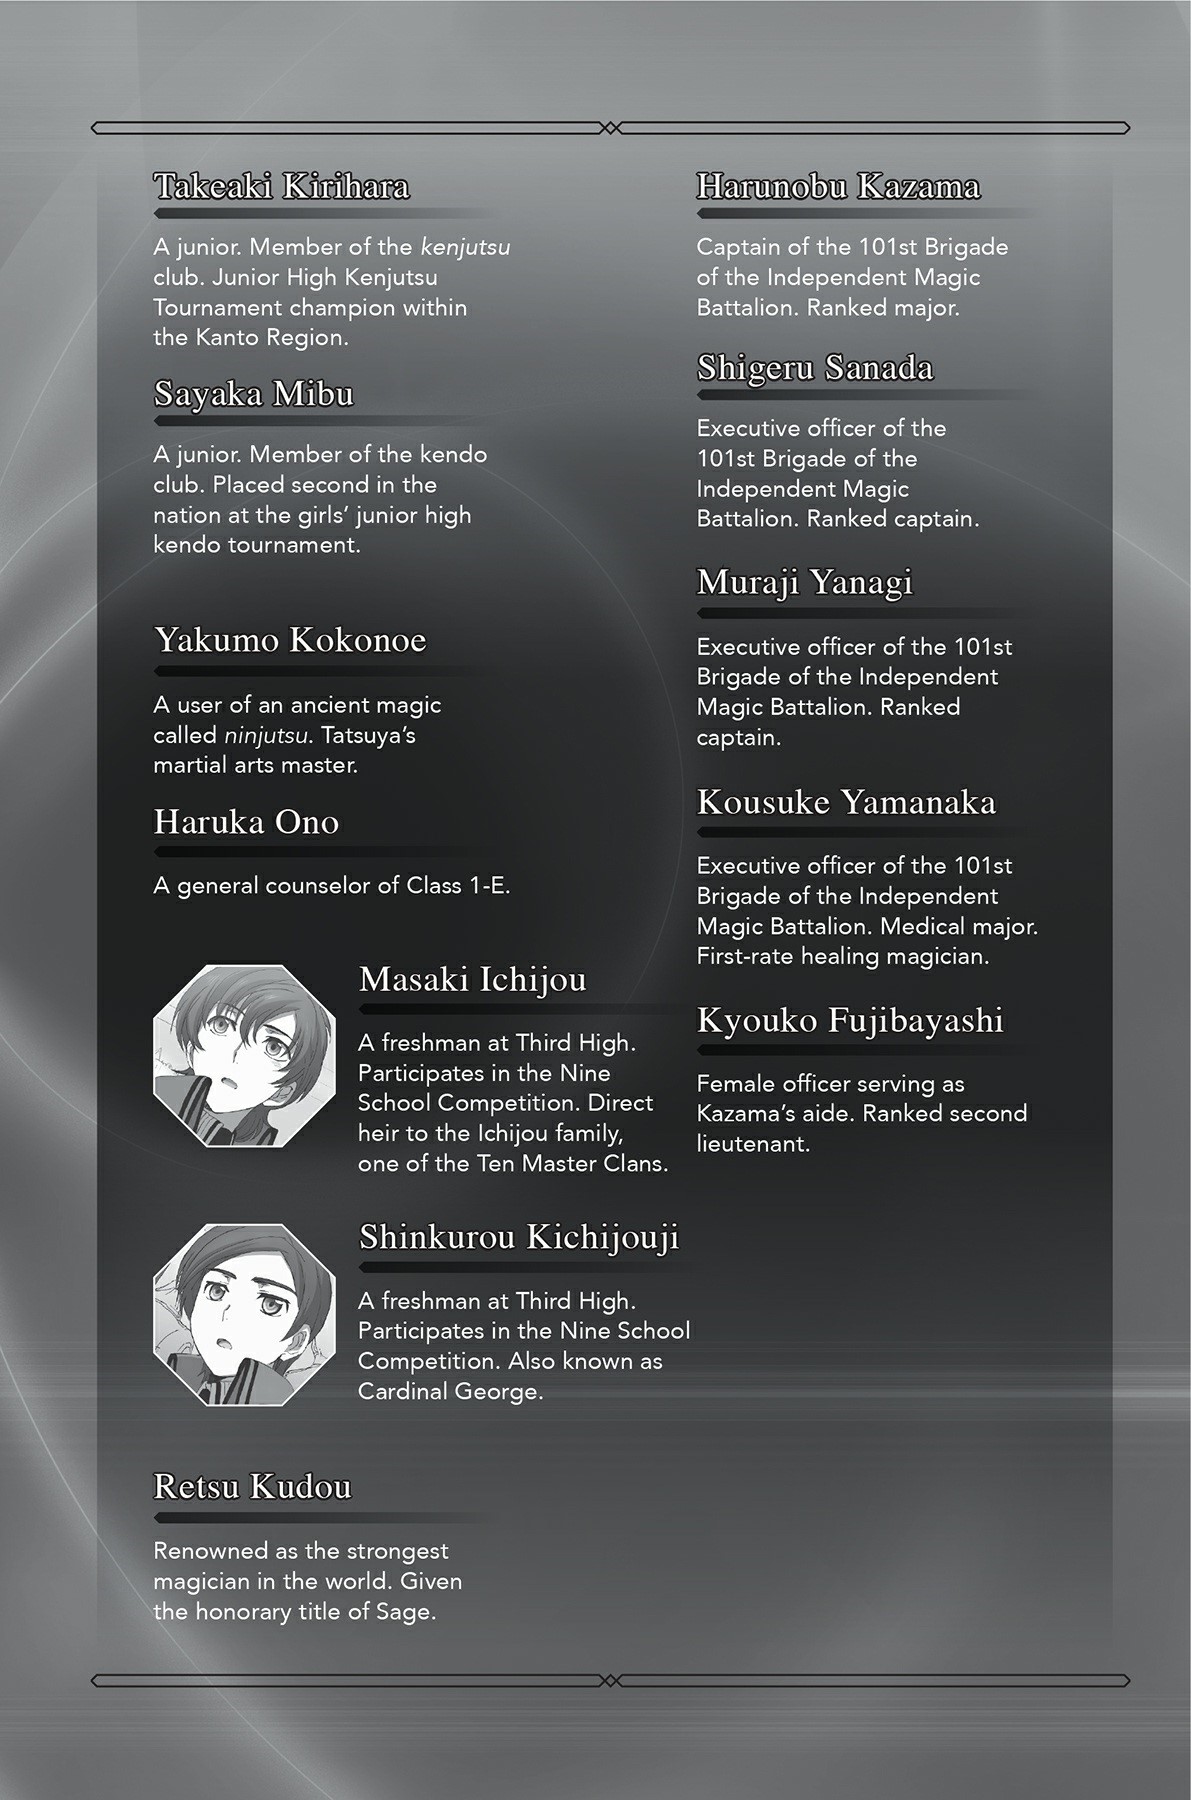 Takeaki Kirihara
A junior. Member of the kenjutsu
club. Junior High Kenjutsu
Tournament champion within
the Kanto Region.
Sayaka Mibu
A junior. Member of the kendo
club. Placed second in the
nation at the girls’ junior high
kendo tournament.
Yakumo Kokonoe
A user of an ancient magic
called ninjutsu. Tatsuya’s
martial arts master.
Haruka Ono
A general counselor of Class 1-E.
Masaki Ichijou
A freshman at Third High.
Participates in the Nine
School Competition. Direct
heir to the Ichijou family,
one of the Ten Master Clans.
Shinkurou Kichijouji
A freshman at Third High.
Participates in the Nine School
Competition. Also known as
Cardinal George.
Retsu Kudou
Renowned as the strongest
magician in the world. Given
the honorary title of Sage.
Harunobu Kazama
Captain of the 101st Brigade
of the Independent Magic
Battalion. Ranked major.
Shigeru Sanada
Executive officer of the
101st Brigade of the
Independent Magic
Battalion. Ranked captain.
Muraji Yanagi
Executive officer of the 101st
Brigade of the Independent
Magic Battalion. Ranked
captain.
Kousuke Yamanaka
Executive officer of the 101st
Brigade of the Independent
Magic Battalion. Medical major.
First-rate healing magician.
Kyouko Fujibayashi
Female officer serving as
Kazama’s aide. Ranked second
lieutenant.